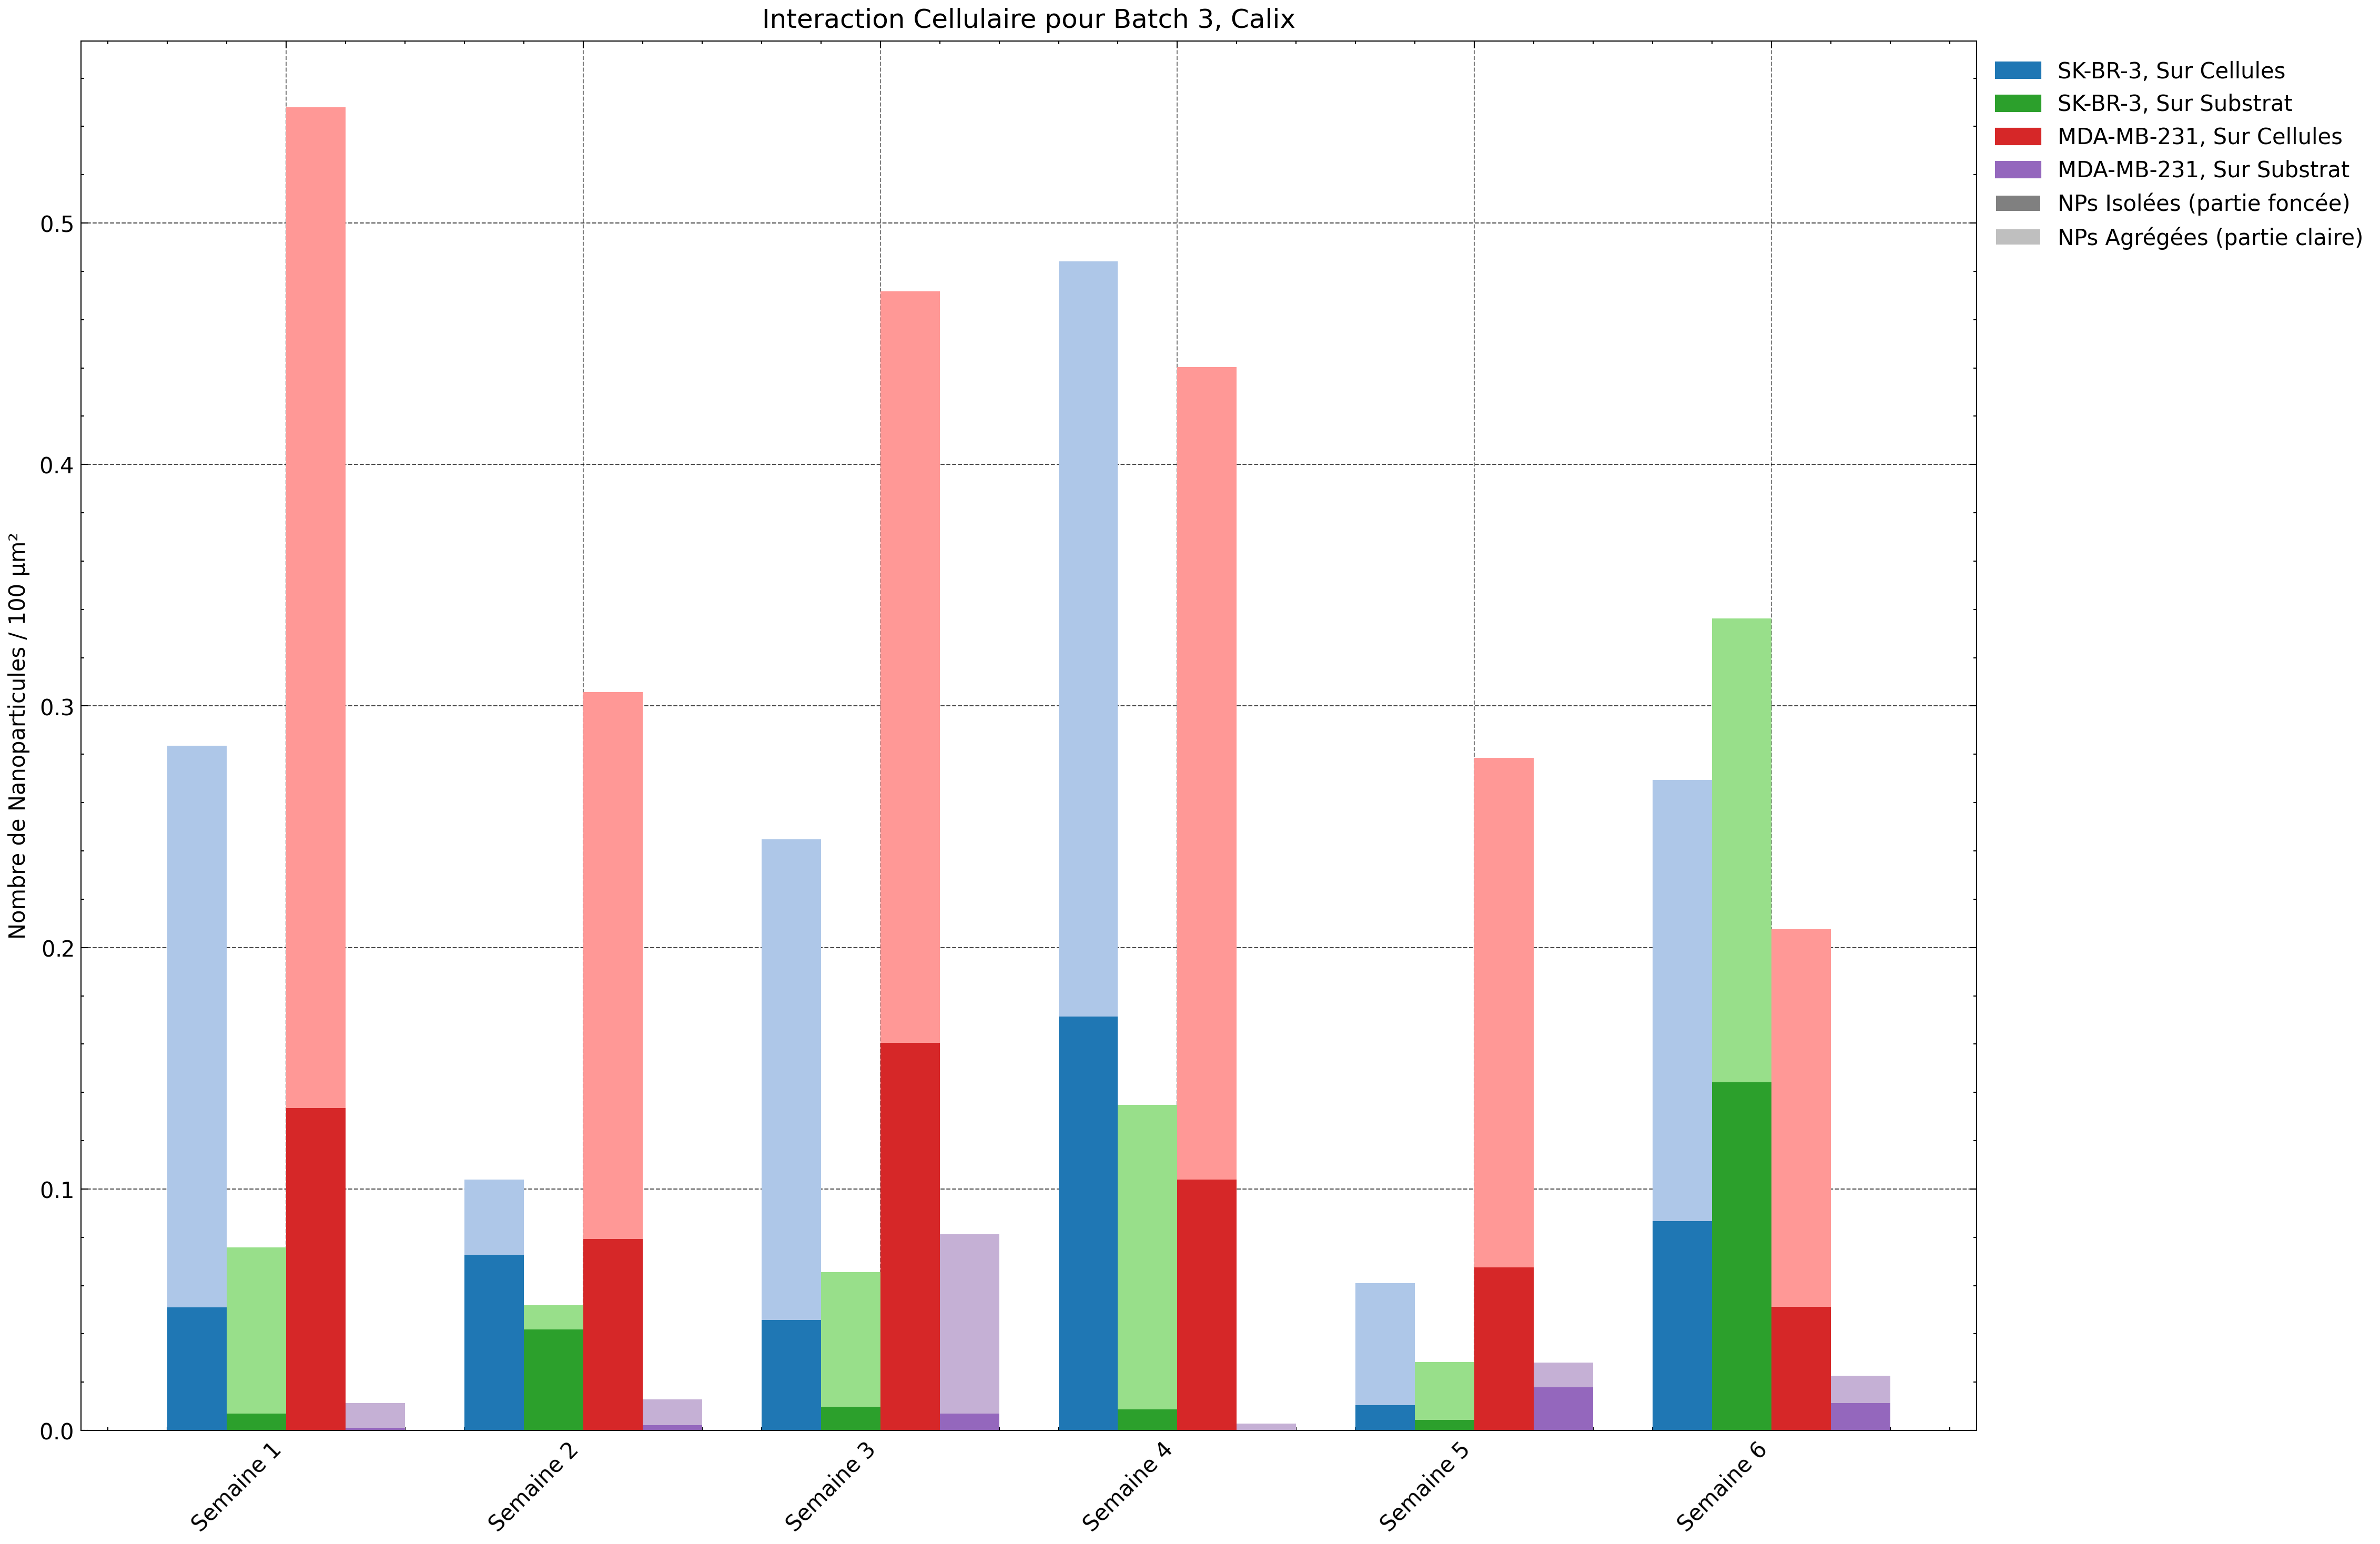 Interaction Cellulaire pour Batch 3, Calix
SK-BR-3, Sur Cellules
SK-BR-3, Sur Substrat
MDA-MB-231, Sur Cellules
MDA-MB-231, Sur Substrat
NPs Isolées (partie foncée)
NPs Agrégées (partie claire)
Nombre de Nanoparticules / 100 µm²
0.5
0.4
0.3
0.2
0.1
0.0
Semaine 1
Semaine 2
Semaine 3
Semaine 4
Semaine 5
Semaine 6